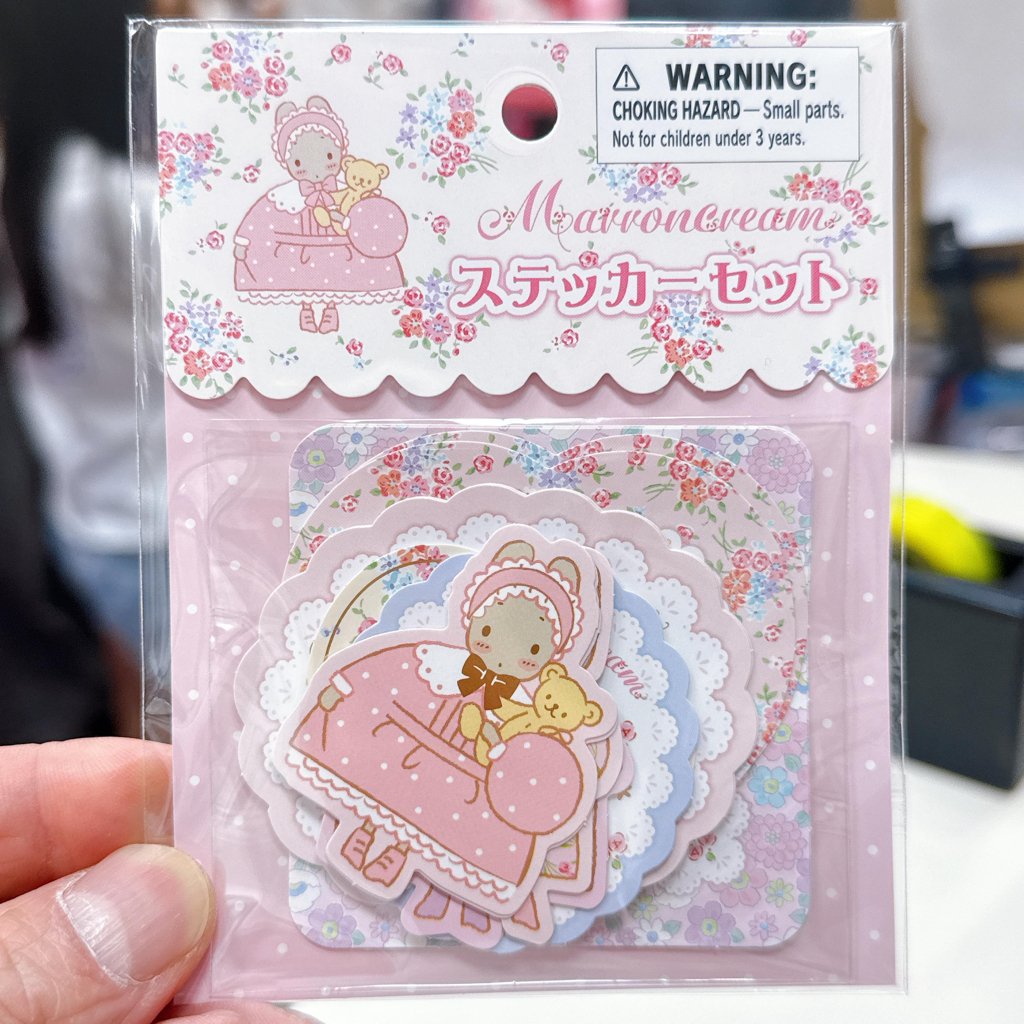 WARNING:
CHOKING HAZARD — Small parts.
Not for children under 3 years.
Marroncream
ステッカーセット